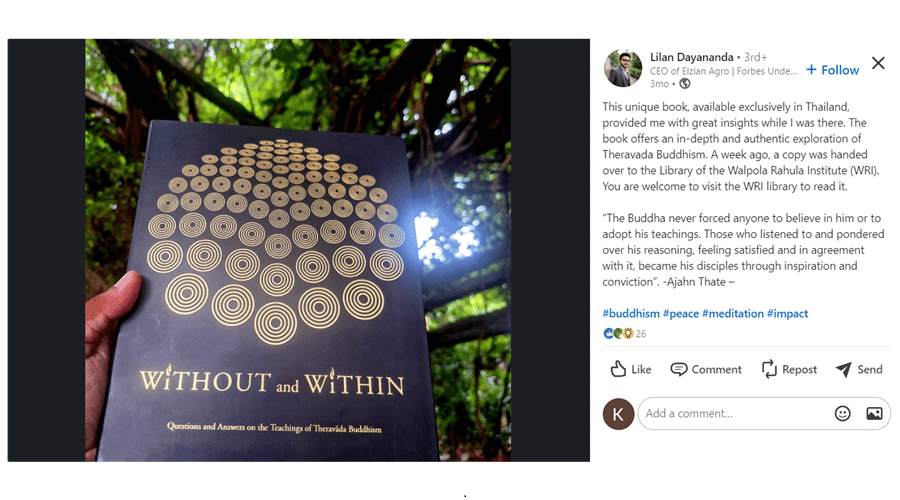 WiTHOUT and WiTHiN
Questions and Answers on the Teachings of Theravāda Buddhism
Lilan Dayananda • 3rd+
CEO of Elzian Agro | Forbes Unde...
3mo •
+ Follow
This unique book, available exclusively in Thailand,
provided me with great insights while I was there. The
book offers an in-depth and authentic exploration of
Theravada Buddhism. A week ago, a copy was handed
over to the Library of the Walpola Rahula Institute (WRI).
You are welcome to visit the WRI library to read it.
“The Buddha never forced anyone to believe in him or to
adopt his teachings. Those who listened to and pondered
over his reasoning, feeling satisfied and in agreement
with it, became his disciples through inspiration and
conviction”. -Ajahn Thate –
#buddhism #peace #meditation #impact
26
Like Comment Repost Send
K
Add a comment...